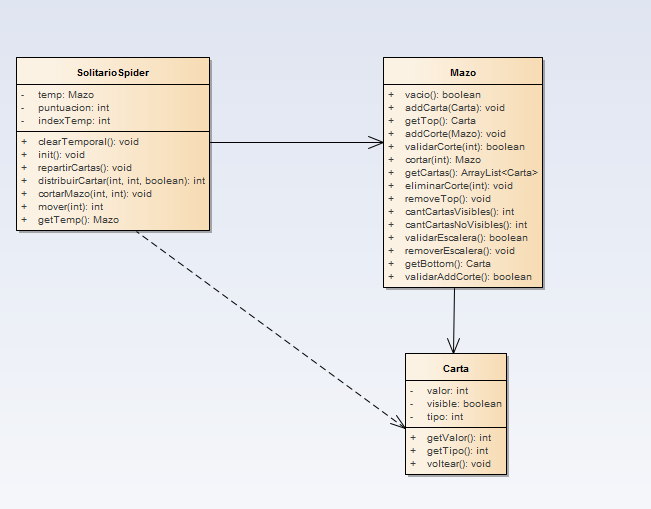 SolitarioSpider
- temp: Mazo
- puntuacion: int
- indexTemp: int
+ clearTemporal(): void
+ init(): void
+ repartirCartas(): void
+ distribuirCartar(int, int, boolean): int
+ cortarMazo(int, int): void
+ mover(int): int
+ getTemp(): Mazo
Mazo
+ vacio(): boolean
+ addCarta(Carta): void
+ getTop(): Carta
+ addCorte(Mazo): void
+ validarCorte(int): boolean
+ cortar(int): Mazo
+ getCartas(): ArrayList<Carta>
+ eliminarCorte(int): void
+ removeTop(): void
+ cantCartasVisibles(): int
+ cantCartasNoVisibles(): int
+ validarEscalera(): boolean
+ removerEscalera(): void
+ getBottom(): Carta
+ validarAddCorte(): boolean
Carta
- valor: int
- visible: boolean
- tipo: int
+ getValor(): int
+ getTipo(): int
+ voltear(): void